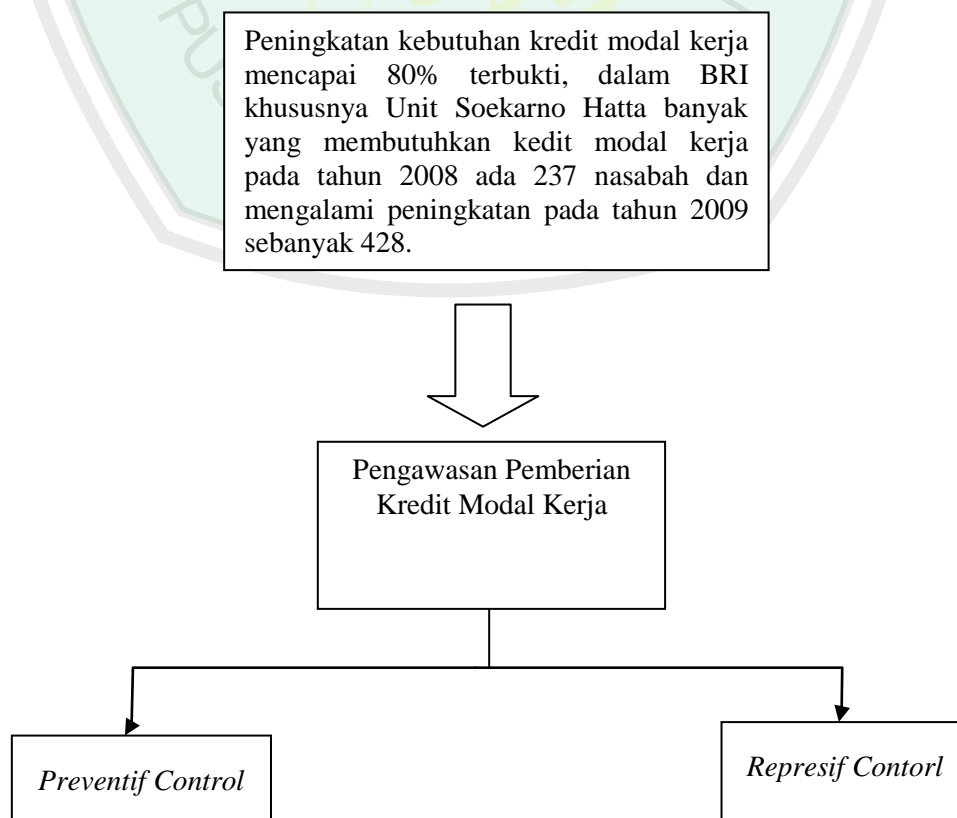 PUS
Peningkatan kebutuhan kredit modal kerja
mencapai 80% terbukti, dalam BRI
khususnya Unit Soekarno Hatta banyak
yang membutuhkan kedit modal kerja
pada tahun 2008 ada 237 nasabah dan
mengalami peningkatan pada tahun 2009
sebanyak 428.
Pengawasan Pemberian
Kredit Modal Kerja
Preventif Control
Represif Contorl